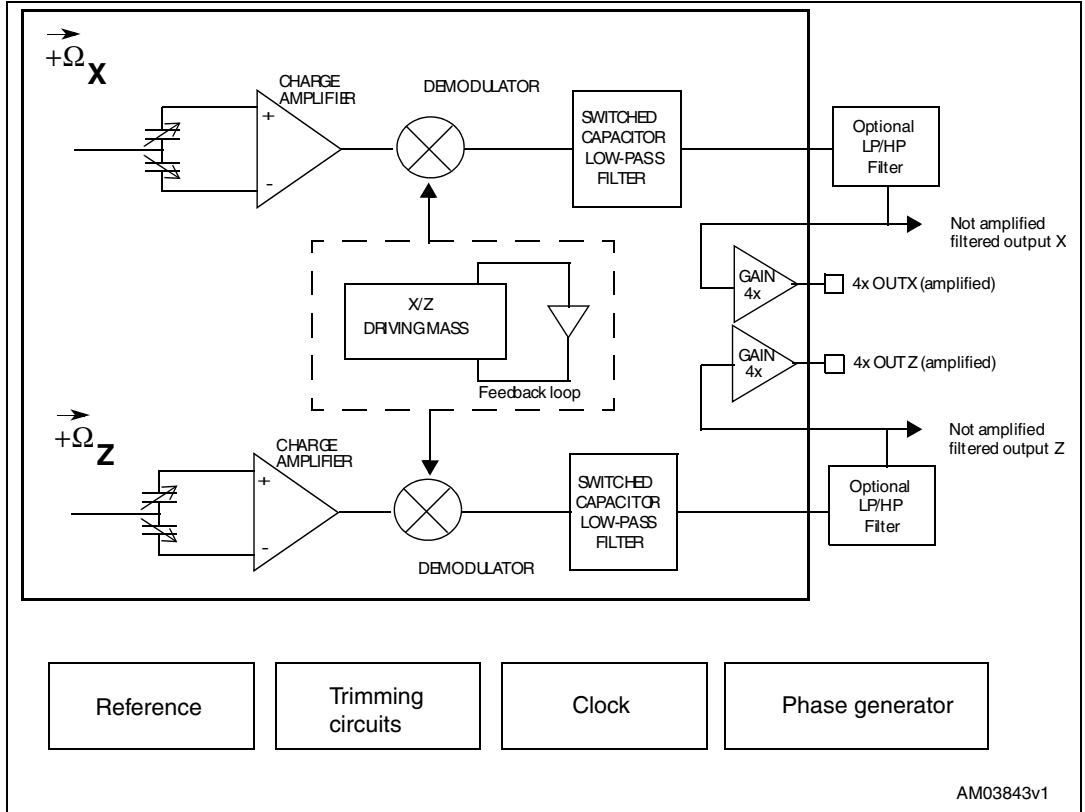 +Ω X
CHARGE
AMPLIFIER
+
-
DEMODULATOR
SWITCHED
CAPACITOR
LOW-PASS
FILTER
Optional
LP/HP
Filter
Not amplified
filtered output X
GAIN
4x
4x OUTX (amplified)
X/Z
DRIVING MASS
Feedback loop
GAIN
4x
4x OUTZ (amplified)
Not amplified
filtered output Z
+Ω Z
CHARGE
AMPLIFIER
+
-
DEMODULATOR
SWITCHED
CAPACITOR
LOW-PASS
FILTER
Optional
LP/HP
Filter
Reference
Trimming
circuits
Clock
Phase generator
AM03843v1